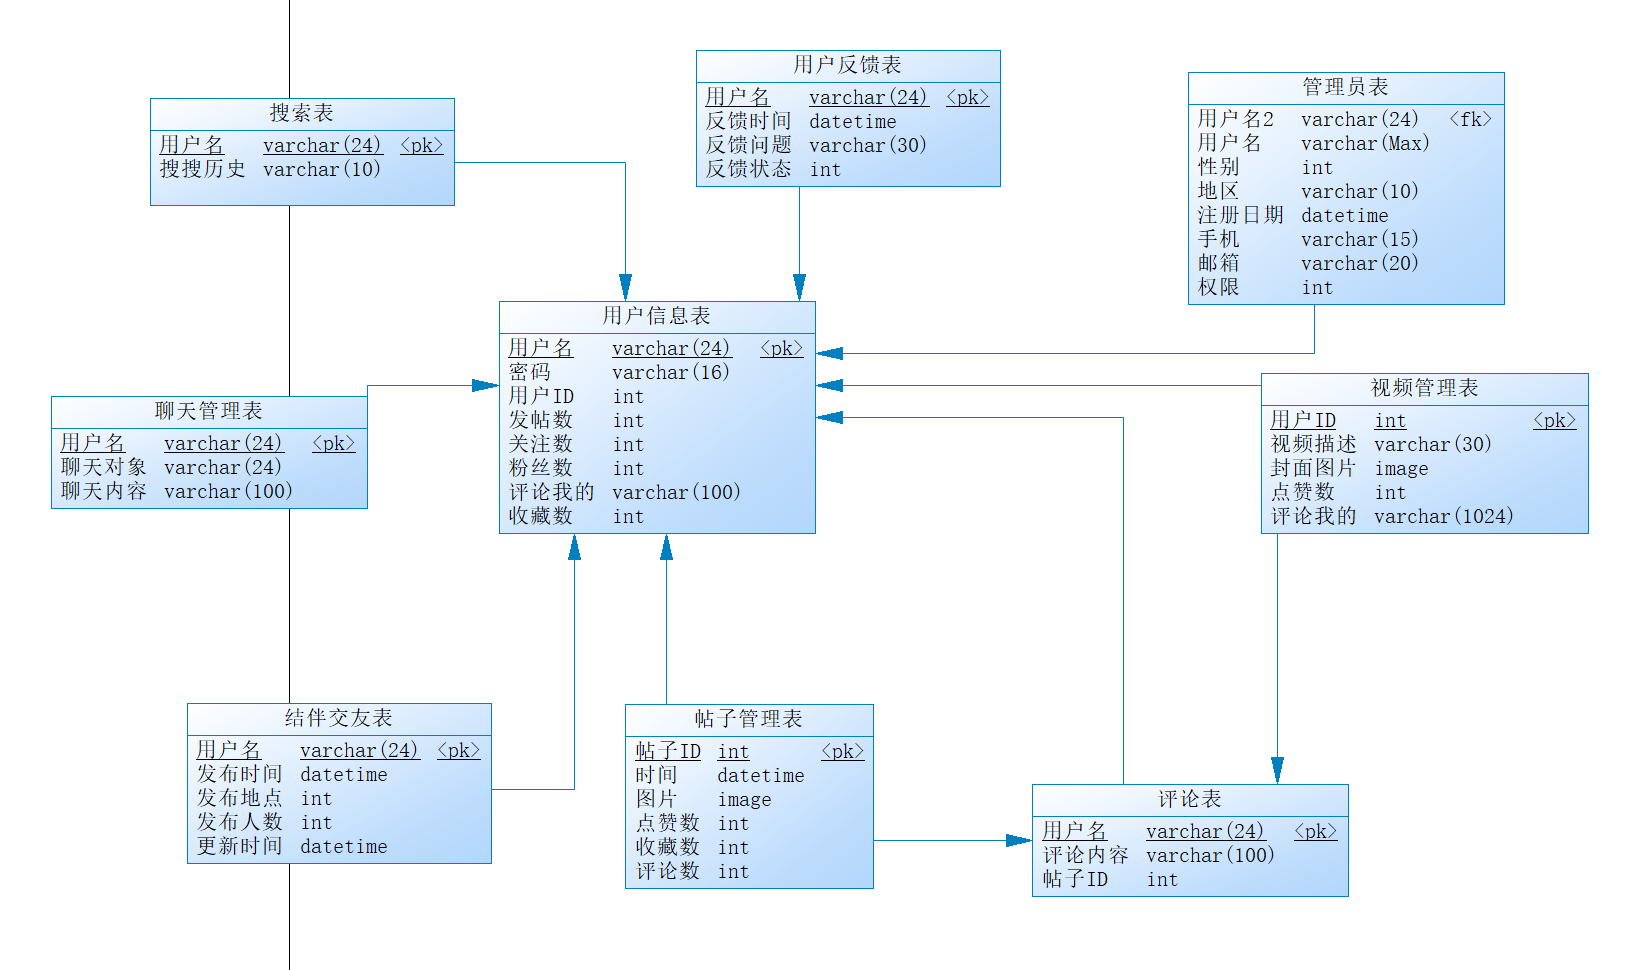 搜索表
用户名 varchar(24) <pk>
搜搜历史 varchar(10)
用户反馈表
用户名 varchar(24) <pk>
反馈时间 datetime
反馈问题 varchar(30)
反馈状态 int
管理员表
用户名2 varchar(24) <fk>
用户名 varchar(Max)
性别 int
地区 varchar(10)
注册日期 datetime
手机 varchar(15)
邮箱 varchar(20)
权限 int
用户信息表
用户名 varchar(24) <pk>
密码 varchar(16)
用户ID int
发帖数 int
关注数 int
粉丝数 int
评论我的 varchar(100)
收藏数 int
聊天管理表
用户名 varchar(24) <pk>
聊天对象 varchar(24)
聊天内容 varchar(100)
视频管理表
用户ID int <pk>
视频描述 varchar(30)
封面图片 image
点赞数 int
评论我的 varchar(1024)
结伴交友表
用户名 varchar(24) <pk>
发布时间 datetime
发布地点 int
发布人数 int
更新时间 datetime
帖子管理表
帖子ID int <pk>
时间 datetime
图片 image
点赞数 int
收藏数 int
评论数 int
评论表
用户名 varchar(24) <pk>
评论内容 varchar(100)
帖子ID int